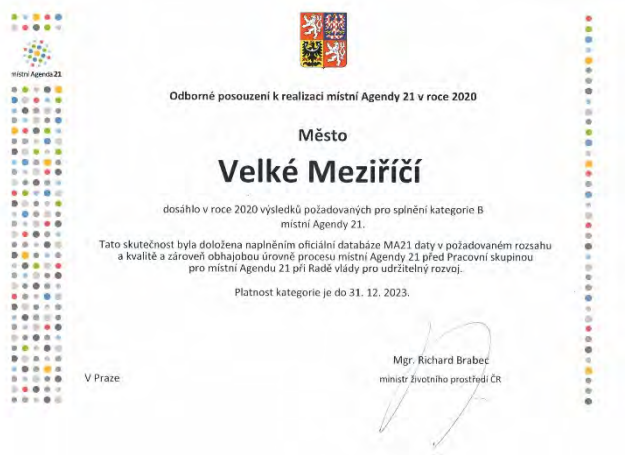 místní Agenda 21
Odborné posouzení k realizaci místní Agendy 21 v roce 2020
Město
Velké Meziříčí
dosáhlo v roce 2020 výsledků požadovaných pro splnění kategorie B
místní Agendy 21.
Tato skutečnost byla doložena naplněním oficiální databáze MA21 daty v požadovaném rozsahu
a kvalitě a zároveň obhajobou úrovně procesu místní Agendy 21 před Pracovní skupinou
pro místní Agendu 21 při Radě vlády pro udržitelný rozvoj.
Platnost kategorie je do 31. 12. 2023.
Mgr. Richard Brabec
V Praze
ministr životního prostředí ČR